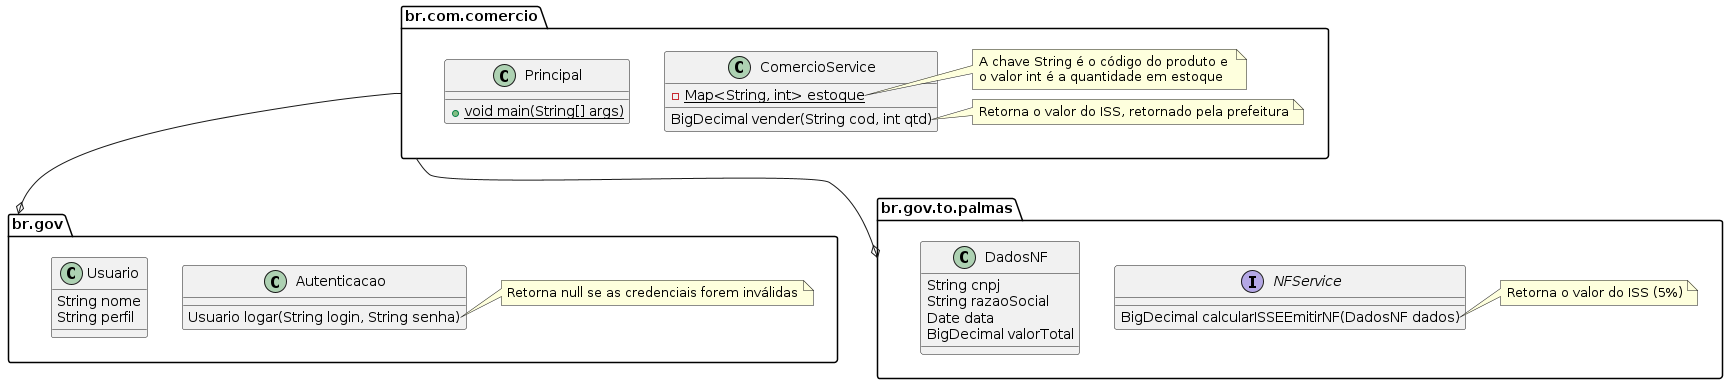 br.com.comercio
C Principal
void main(String[] args)
C ComercioService
Map<String, int> estoque
BigDecimal vender(String cod, int qtd)
A chave String é o código do produto e
o valor int é a quantidade em estoque
Retorna o valor do ISS, retornado pela prefeitura
br.gov
C Usuario
String nome
String perfil
C Autenticacao
Usuario logar(String login, String senha)
Retorna null se as credenciais forem inválidas
br.gov.to.palmas
C DadosNF
String cnpj
String razaoSocial
Date data
BigDecimal valorTotal
I NFService
BigDecimal calcularISSEEmitirNF(DadosNF dados)
Retorna o valor do ISS (5%)